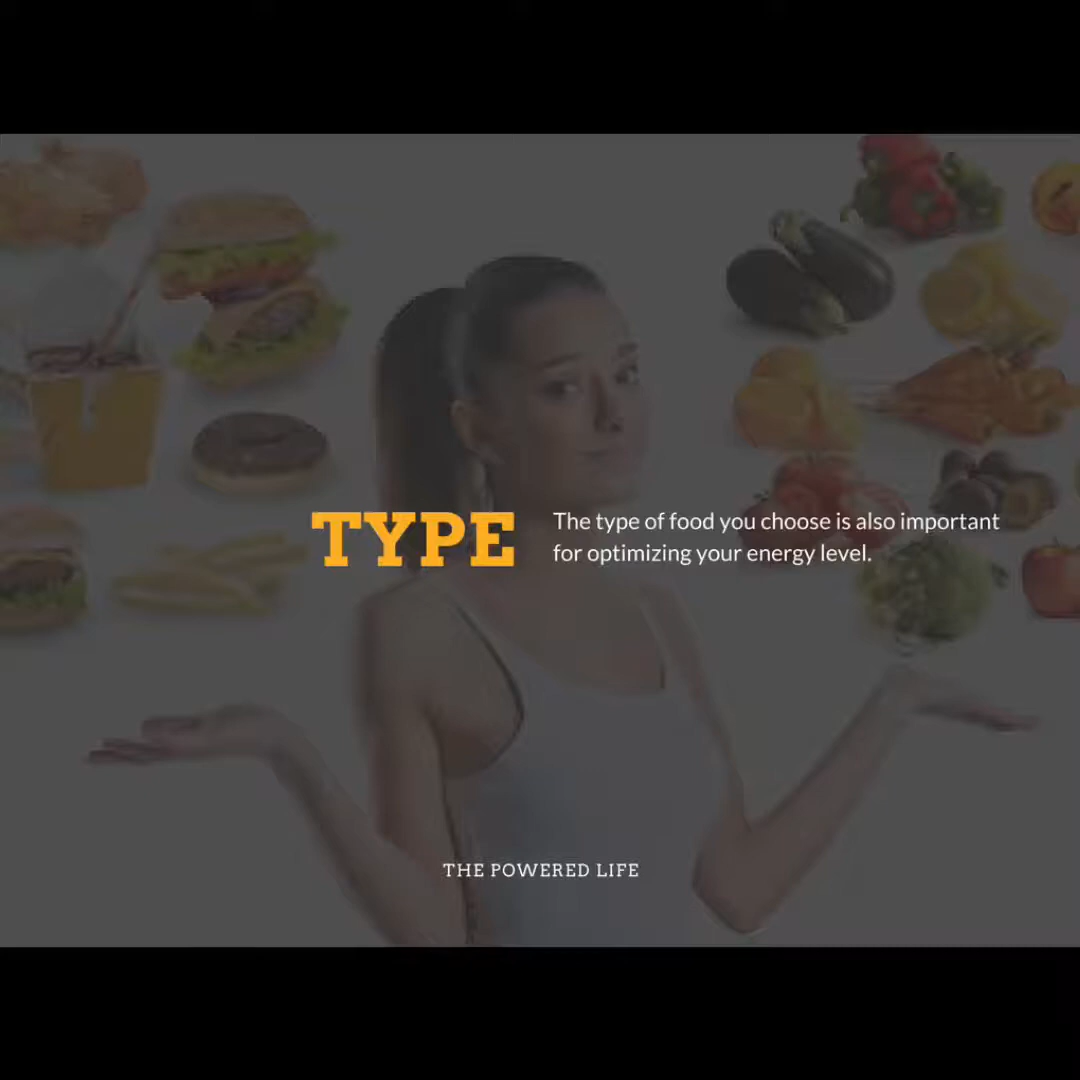 TYPE
The type of food you choose is also important
for optimizing your energy level.
THE POWERED LIFE